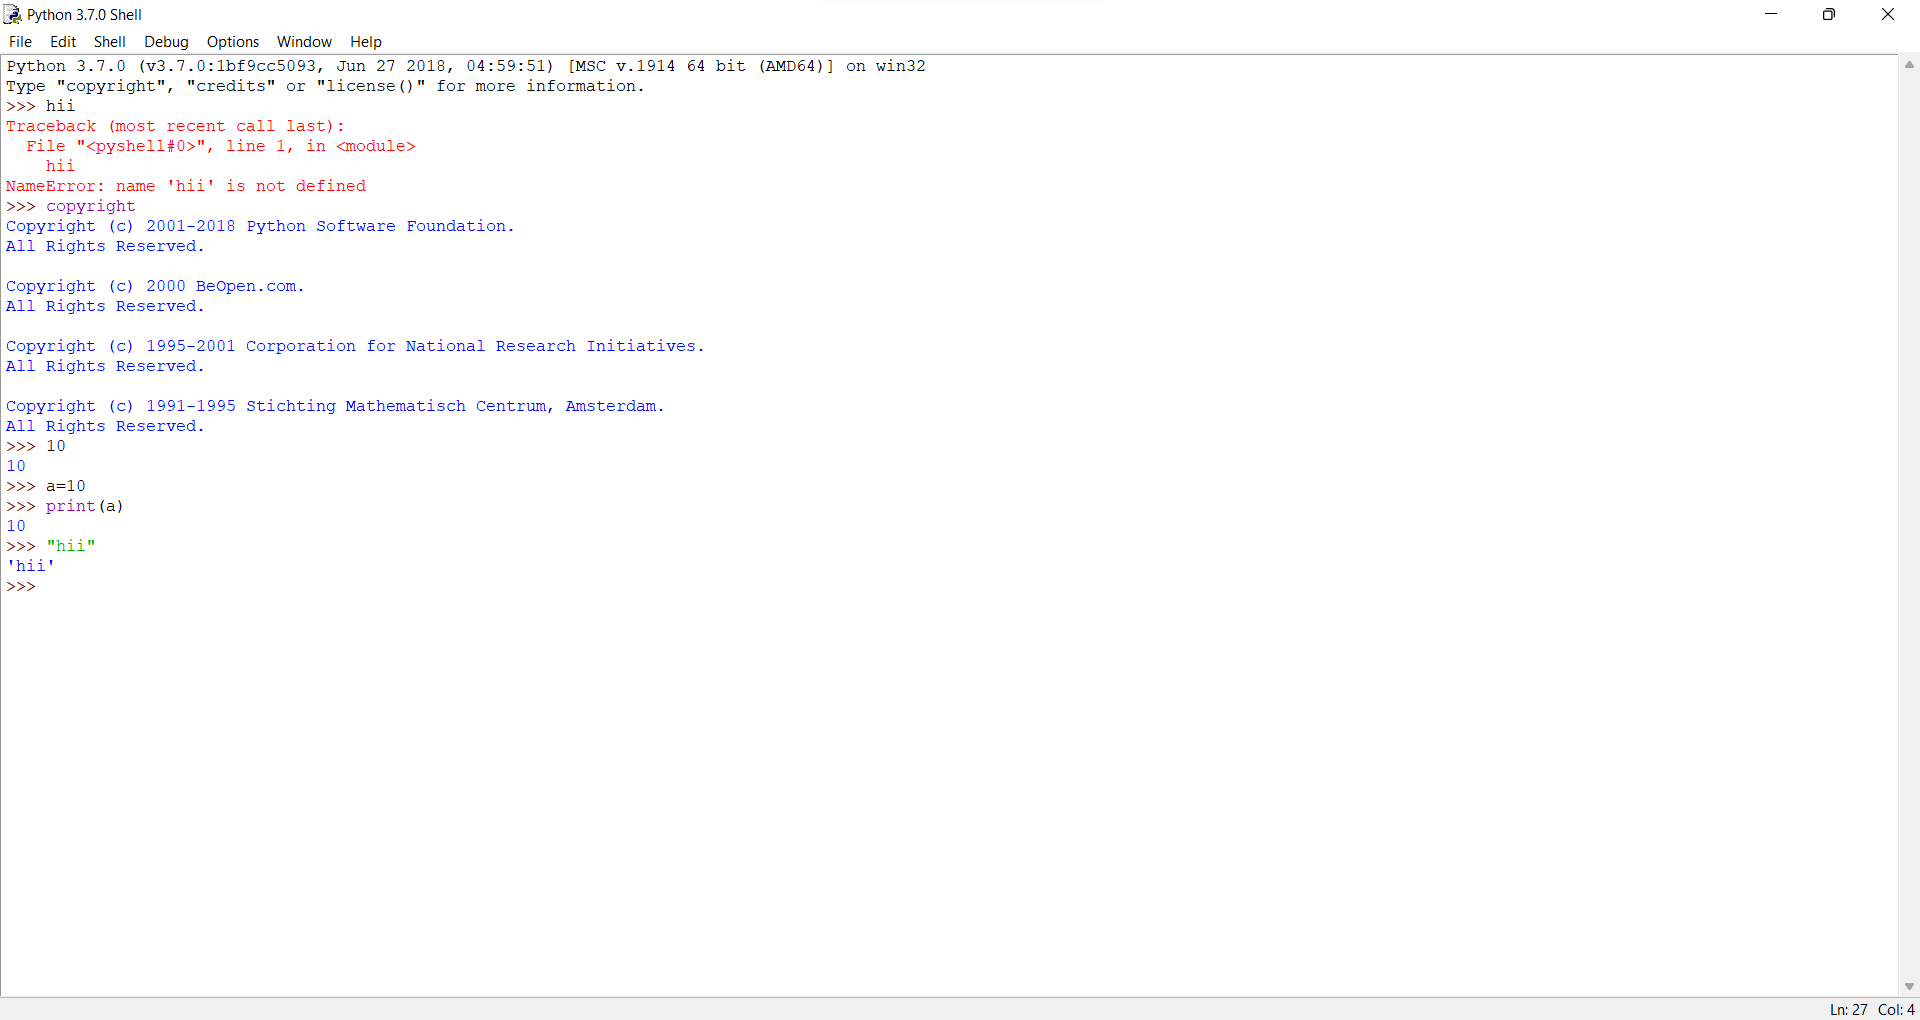 Python 3.7.0 Shell
File Edit Shell Debug Options Window Help
Python 3.7.0 (v3.7.0:1bf9cc5093, Jun 27 2018, 04:59:51) [MSC v.1914 64 bit (AMD64)] on win32
Type "copyright", "credits" or "license()" for more information.
>>> hii
Traceback (most recent call last):
  File "<pyshell#0>", line 1, in <module>
    hii
NameError: name 'hii' is not defined
>>> copyright
Copyright (c) 2001-2018 Python Software Foundation.
All Rights Reserved.

Copyright (c) 2000 BeOpen.com.
All Rights Reserved.

Copyright (c) 1995-2001 Corporation for National Research Initiatives.
All Rights Reserved.

Copyright (c) 1991-1995 Stichting Mathematisch Centrum, Amsterdam.
All Rights Reserved.
>>> 10
10
>>> a=10
>>> print(a)
10
>>> "hii"
'hii'
>>>
Ln: 27 Col: 4